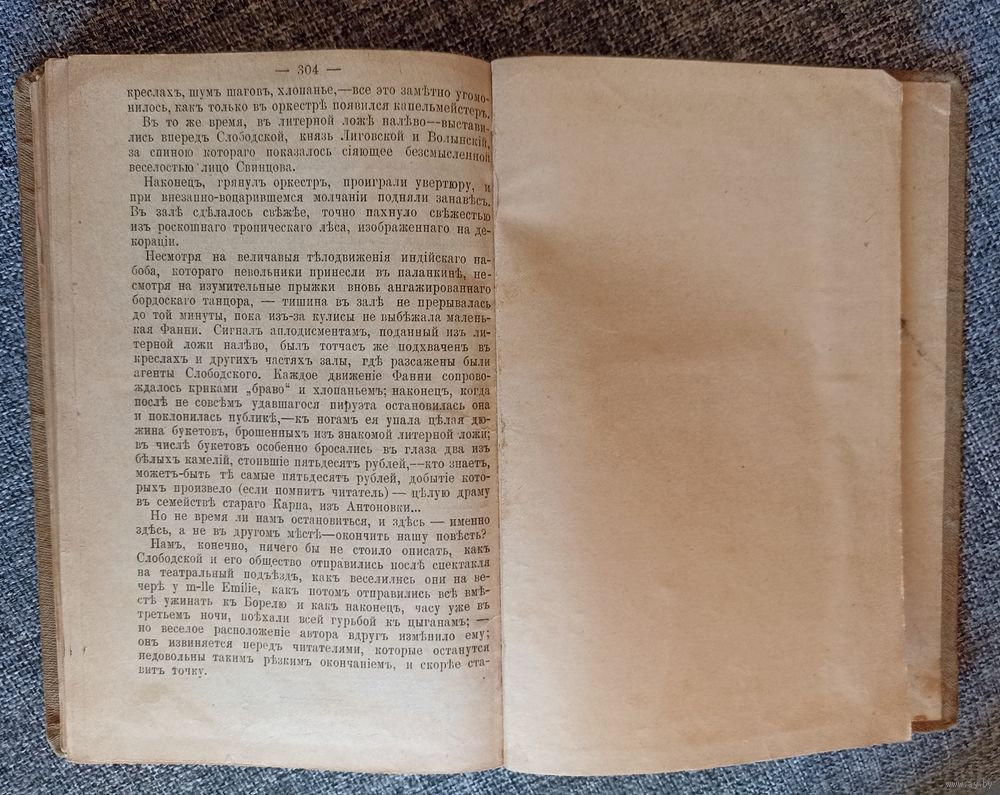 — 304 —
креслахъ, шумъ шаговъ, хлопанье,—все это замѣтно угомо-
нилось, какъ только въ оркестрѣ появился капельмейстеръ.
Въ то же время, въ литерной ложѣ налѣво—выстави-
лись впередъ Слободской, князь Лиговской и Волынскій,
за спиною котораго показалось сіяющее безсмысленной
веселостью лицо Свинцова.
Наконецъ, грянулъ оркестръ, проиграли увертюру, и
при внезапно-воцарившемся молчаніи подняли занавѣсъ.
Въ залѣ сдѣлалось свѣжѣе, точно пахнуло свѣжестью
изъ роскошнаго тропическаго лѣса, изображеннаго на де-
кораціи.
Несмотря на величавыя тѣлодвиженія индійскаго на-
боба, котораго невольники принесли въ паланкинѣ, не-
смотря на изумительные прыжки вновь ангажированнаго
бордоскаго танцора, — тишина въ залѣ не прерывалась
до той минуты, пока изъ-за кулисы не выбѣжала малень-
кая Фанни. Сигналъ аплодисментамъ, поданный изъ ли-
терной ложи налѣво, былъ тотчасъ же подхваченъ въ
креслахъ и другихъ частяхъ залы, гдѣ разсажены были
агенты Слободского. Каждое движеніе Фанни сопрово-
ждалось криками „браво“ и хлопаньемъ; наконецъ, когда
послѣ не совсѣмъ удавшагося пируэта остановилась она
и поклонилась публикѣ,—къ ногамъ ея упала цѣлая дю-
жина букетовъ, брошенныхъ изъ знакомой литерной ложи;
въ числѣ букетовъ особенно бросались въ глаза два изъ
бѣлыхъ камелій, стоившіе пятьдесятъ рублей,—кто знаетъ,
можетъ-быть тѣ самые пятьдесятъ рублей, добытіе кото-
рыхъ произвело (если помнитъ читатель) — цѣлую драму
въ семействѣ стараго Карпа, изъ Антоновки...
Но не время ли намъ остановиться, и здѣсь — именно
здѣсь, а не въ другомъ мѣстѣ—окончить нашу повѣсть?
Намъ, конечно, ничего бы не стоило описать, какъ
Слободской и его общество отправились послѣ спектакля
на театральный подъѣздъ, какъ веселились они на ве-
черѣ у m-lle Emilie, какъ потомъ отправились всѣ вмѣ-
стѣ ужинать къ Борелю и какъ наконецъ, часу уже въ
третьемъ ночи, поѣхали всей гурьбой къ цыганамъ; —
но веселое расположеніе автора вдругъ измѣнило ему;
онъ извиняется передъ читателями, которые останутся
недовольны такимъ рѣзкимъ окончаніемъ, и скорѣе ста-
витъ точку.
www.ay.by